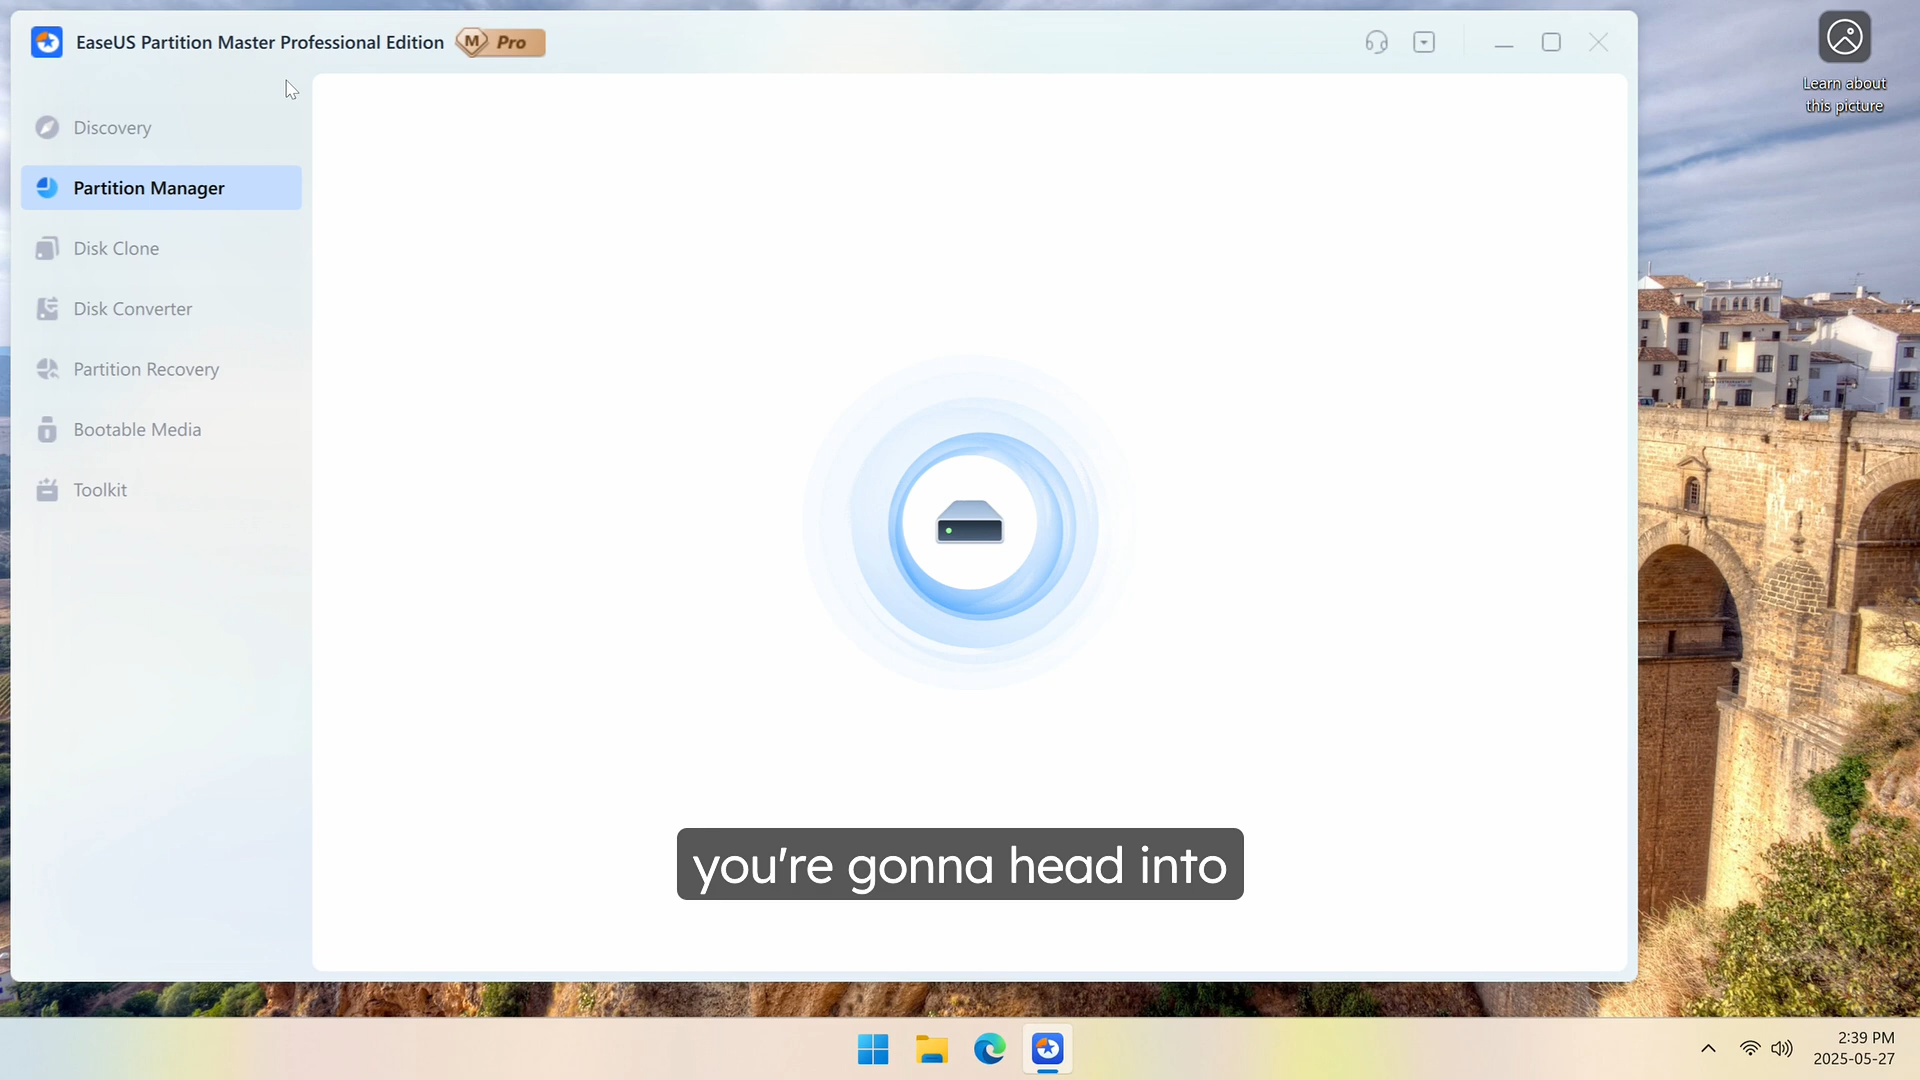 EaseUS Partition Master Professional Edition
M Pro
Learn about
this picture
Discovery
Partition Manager
Disk Clone
Disk Converter
Partition Recovery
Bootable Media
Toolkit
you're gonna head into
2:39 PM
2025-05-27